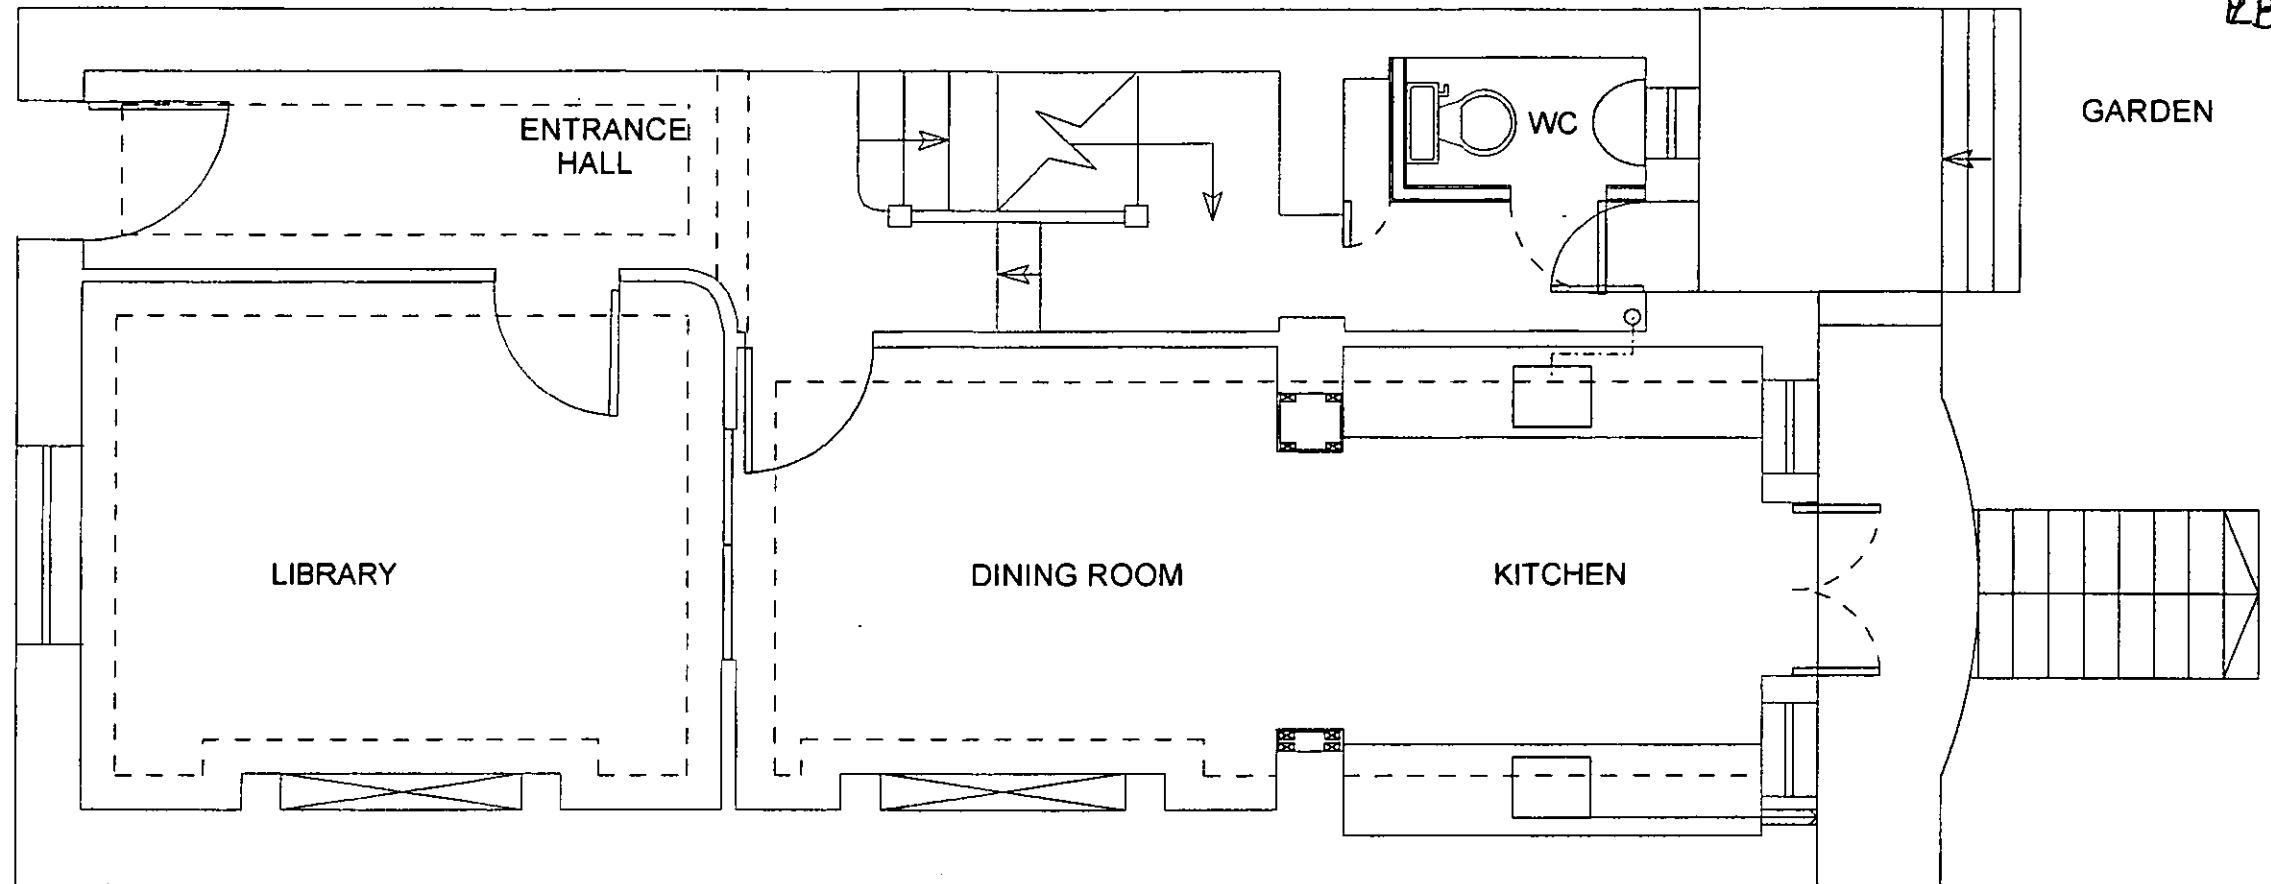 ENTRANCE
HALL
WC
GARDEN
LIBRARY
DINING ROOM
KITCHEN